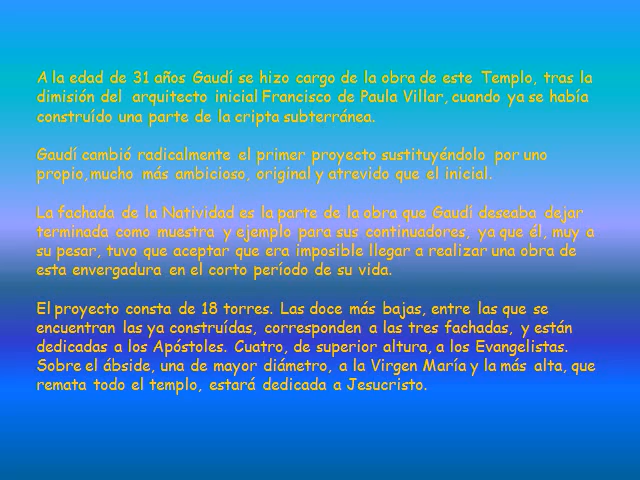 A la edad de 31 años Gaudí se hizo cargo de la obra de este Templo, tras la
dimisión del arquitecto inicial Francisco de Paula Villar, cuando ya se había
construído una parte de la cripta subterránea.
Gaudí cambió radicalmente el primer proyecto sustituyéndolo por uno
propio, mucho más ambicioso, original y atrevido que el inicial.
La fachada de la Natividad es la parte de la obra que Gaudí deseaba dejar
terminada como muestra y ejemplo para sus continuadores, ya que él, muy a
su pesar, tuvo que aceptar que era imposible llegar a realizar una obra de
esta envergadura en el corto período de su vida.
El proyecto consta de 18 torres. Las doce más bajas, entre las que se
encuentran las ya construídas, corresponden a las tres fachadas, y están
dedicadas a los Apóstoles. Cuatro, de superior altura, a los Evangelistas.
Sobre el ábside, una de mayor diámetro, a la Virgen María y la más alta, que
remata todo el templo, estará dedicada a Jesucristo.